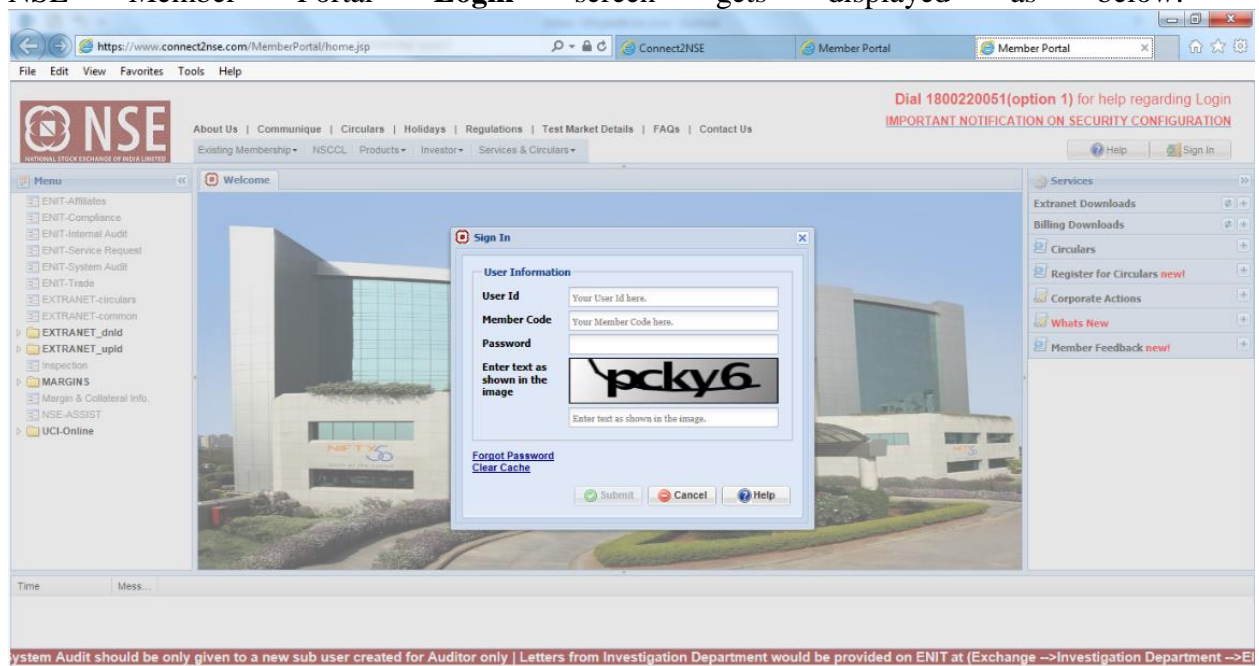 NSE Member Portal Login screen gets displayed as below.
https://www.connect2nse.com/MemberPortal/home.jsp
Connect2NSE
Member Portal
Member Portal
File Edit View Favorites Tools Help
Dial 1800220051(option 1) for help regarding Login
IMPORTANT NOTIFICATION ON SECURITY CONFIGURATION
NSE
NATIONAL STOCK EXCHANGE OF INDIA LIMITED
About Us | Communique | Circulars | Holidays | Regulations | Test Market Details | FAQs | Contact Us
Existing Membership NSCCL Products Investor Services & Circulars
Help Sign In
Menu
ENIT-Affiliates
ENIT-Compliance
ENIT-Internal Audit
ENIT-Service Request
ENIT-System Audit
ENIT-Trade
EXTRANET-circulars
EXTRANET-common
EXTRANET_dnld
EXTRANET_upld
Inspection
MARGINS
Margin & Collateral Info.
NSE-ASSIST
UCI-Online
Welcome
Sign In
User Information
User Id
Your User Id here.
Member Code
Your Member Code here.
Password
Enter text as
shown in the
image
pcky6
Enter text as shown in the image.
Forgot Password
Clear Cache
Submit Cancel Help
NIFTY 50
Services
Extranet Downloads
Billing Downloads
Circulars
Register for Circulars new!
Corporate Actions
Whats New
Member Feedback new!
Time Mess...
ystem Audit should be only given to a new sub user created for Auditor only | Letters from Investigation Department would be provided on ENIT at (Exchange -->Investigation Department -->E